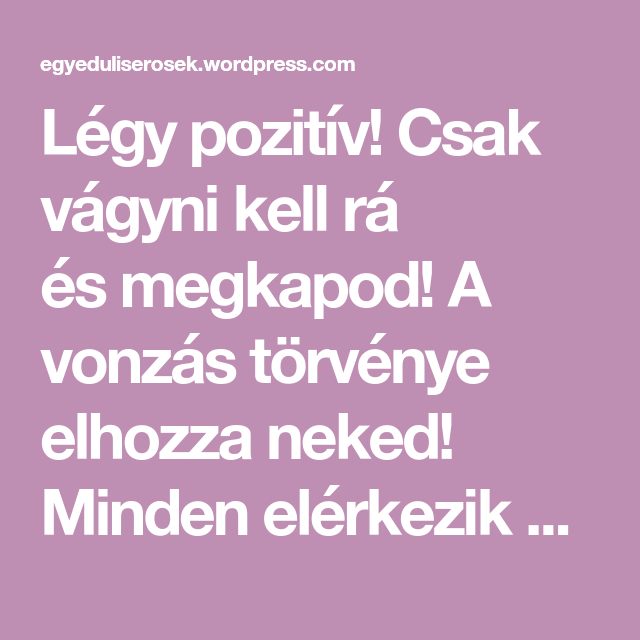 egyeduliserosek.wordpress.com
Légy pozitív! Csak
vágyni kell rá
és megkapod! A
vonzás törvénye
elhozza neked!
Minden elérkezik ...